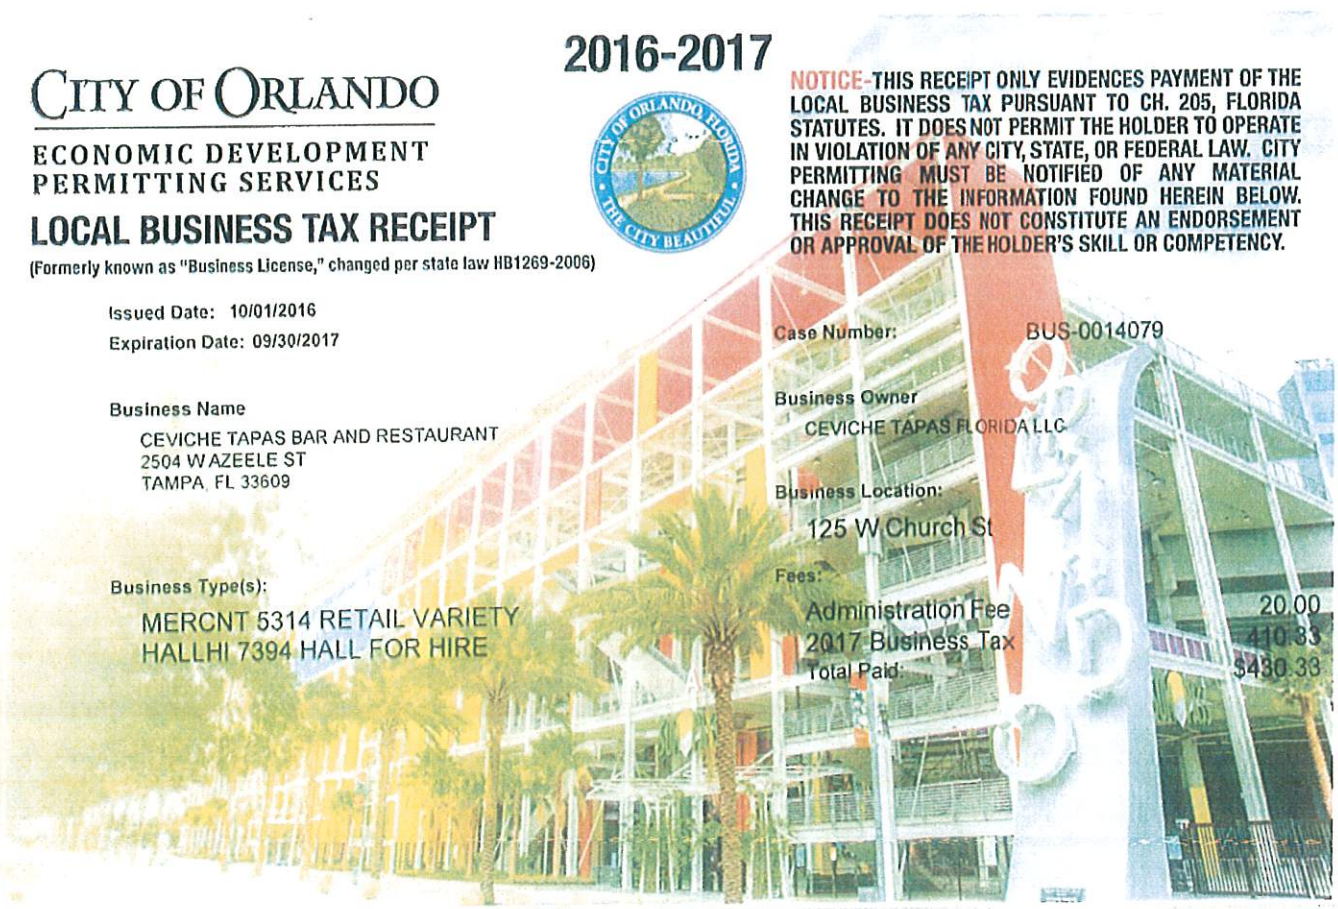 2016-2017
CITY OF ORLANDO
ECONOMIC DEVELOPMENT
PERMITTING SERVICES
LOCAL BUSINESS TAX RECEIPT
(Formerly known as "Business License," changed per state law HB1269-2006)
CITY OF ORLANDO, FLORIDA
THE CITY BEAUTIFUL
NOTICE-THIS RECEIPT ONLY EVIDENCES PAYMENT OF THE
LOCAL BUSINESS TAX PURSUANT TO CH. 205, FLORIDA
STATUTES. IT DOES NOT PERMIT THE HOLDER TO OPERATE
IN VIOLATION OF ANY CITY, STATE, OR FEDERAL LAW. CITY
PERMITTING MUST BE NOTIFIED OF ANY MATERIAL
CHANGE TO THE INFORMATION FOUND HEREIN BELOW.
THIS RECEIPT DOES NOT CONSTITUTE AN ENDORSEMENT
OR APPROVAL OF THE HOLDER'S SKILL OR COMPETENCY.
Issued Date: 10/01/2016
Expiration Date: 09/30/2017
Case Number: BUS-0014079
Business Name
CEVICHE TAPAS BAR AND RESTAURANT
2504 W AZEELE ST
TAMPA, FL 33609
Business Owner
CEVICHE TAPAS FLORIDA LLC
Business Location:
125 W Church St
Business Type(s):
MERCNT 5314 RETAIL VARIETY
HALLHI 7394 HALL FOR HIRE
Fees:
Administration Fee 20.00
2017 Business Tax 410.33
Total Paid: $430.33
ORLANDO